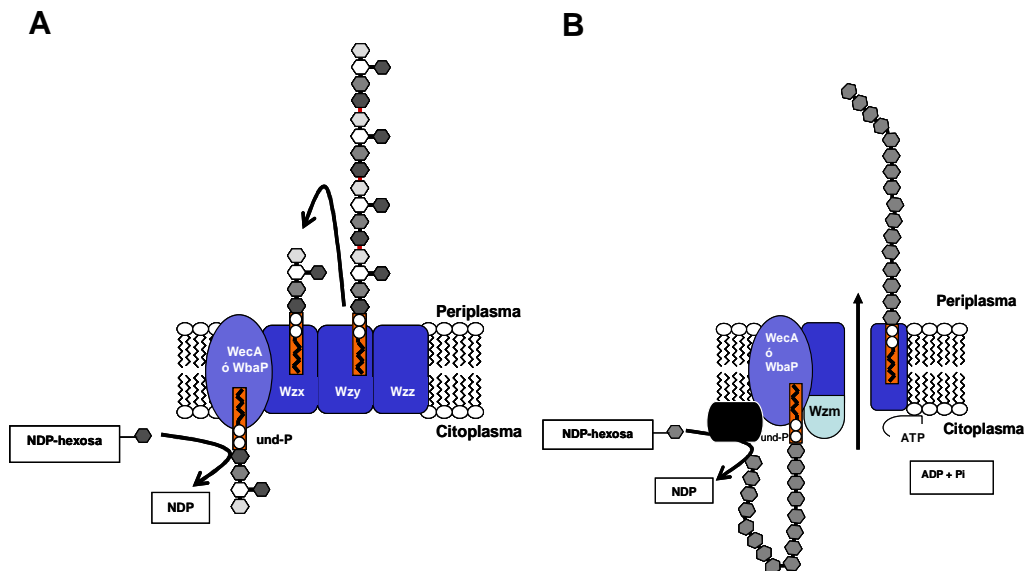 A
Periplasma
WecA
ó WbaP
Wzx
Wzy
Wzz
Citoplasma
und-P
NDP-hexosa
NDP
B
Periplasma
WecA
ó
WbaP
Wzm
und-P
NDP-hexosa
NDP
ATP
Citoplasma
ADP + Pi